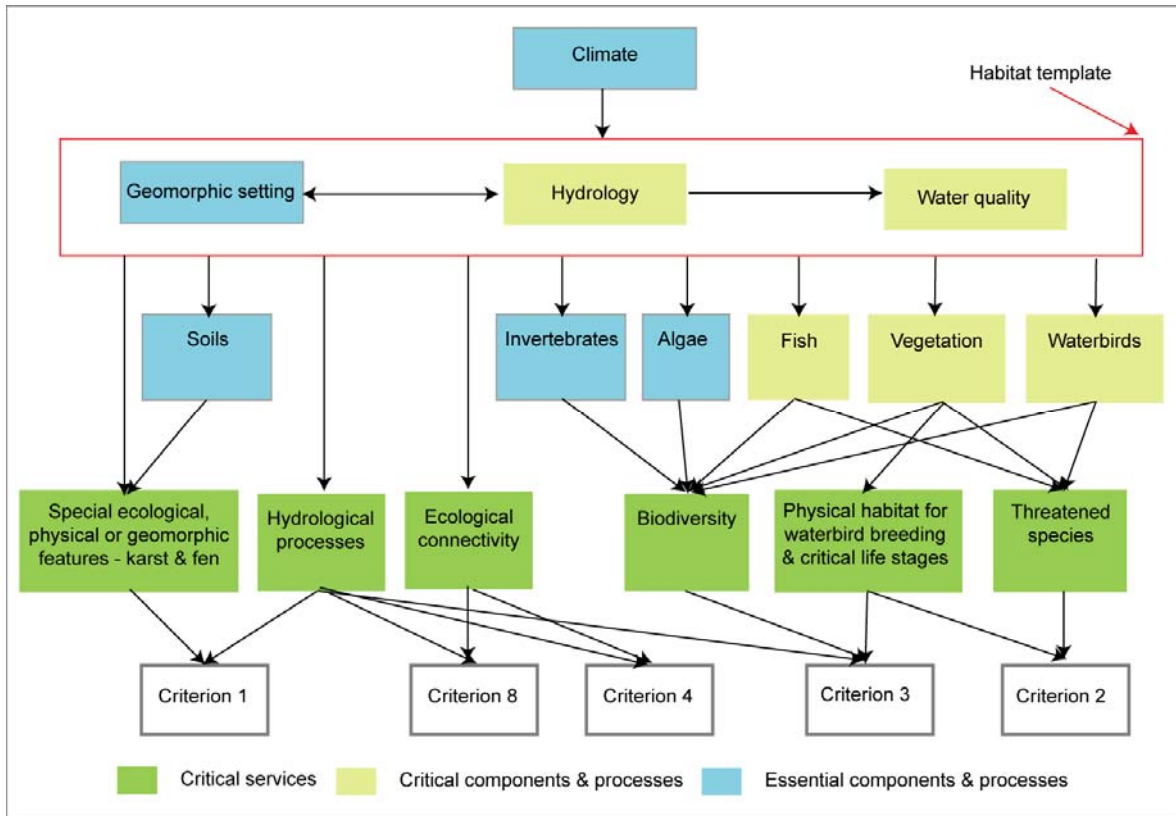 Climate
Habitat template
Geomorphic setting
Hydrology
Water quality
Soils
Invertebrates
Algae
Fish
Vegetation
Waterbirds
Special ecological,
physical or geomorphic
features - karst & fen
Hydrological
processes
Ecological
connectivity
Biodiversity
Physical habitat for
waterbird breeding
& critical life stages
Threatened
species
Criterion 1
Criterion 8
Criterion 4
Criterion 3
Criterion 2
Critical services
Critical components & processes
Essential components & processes